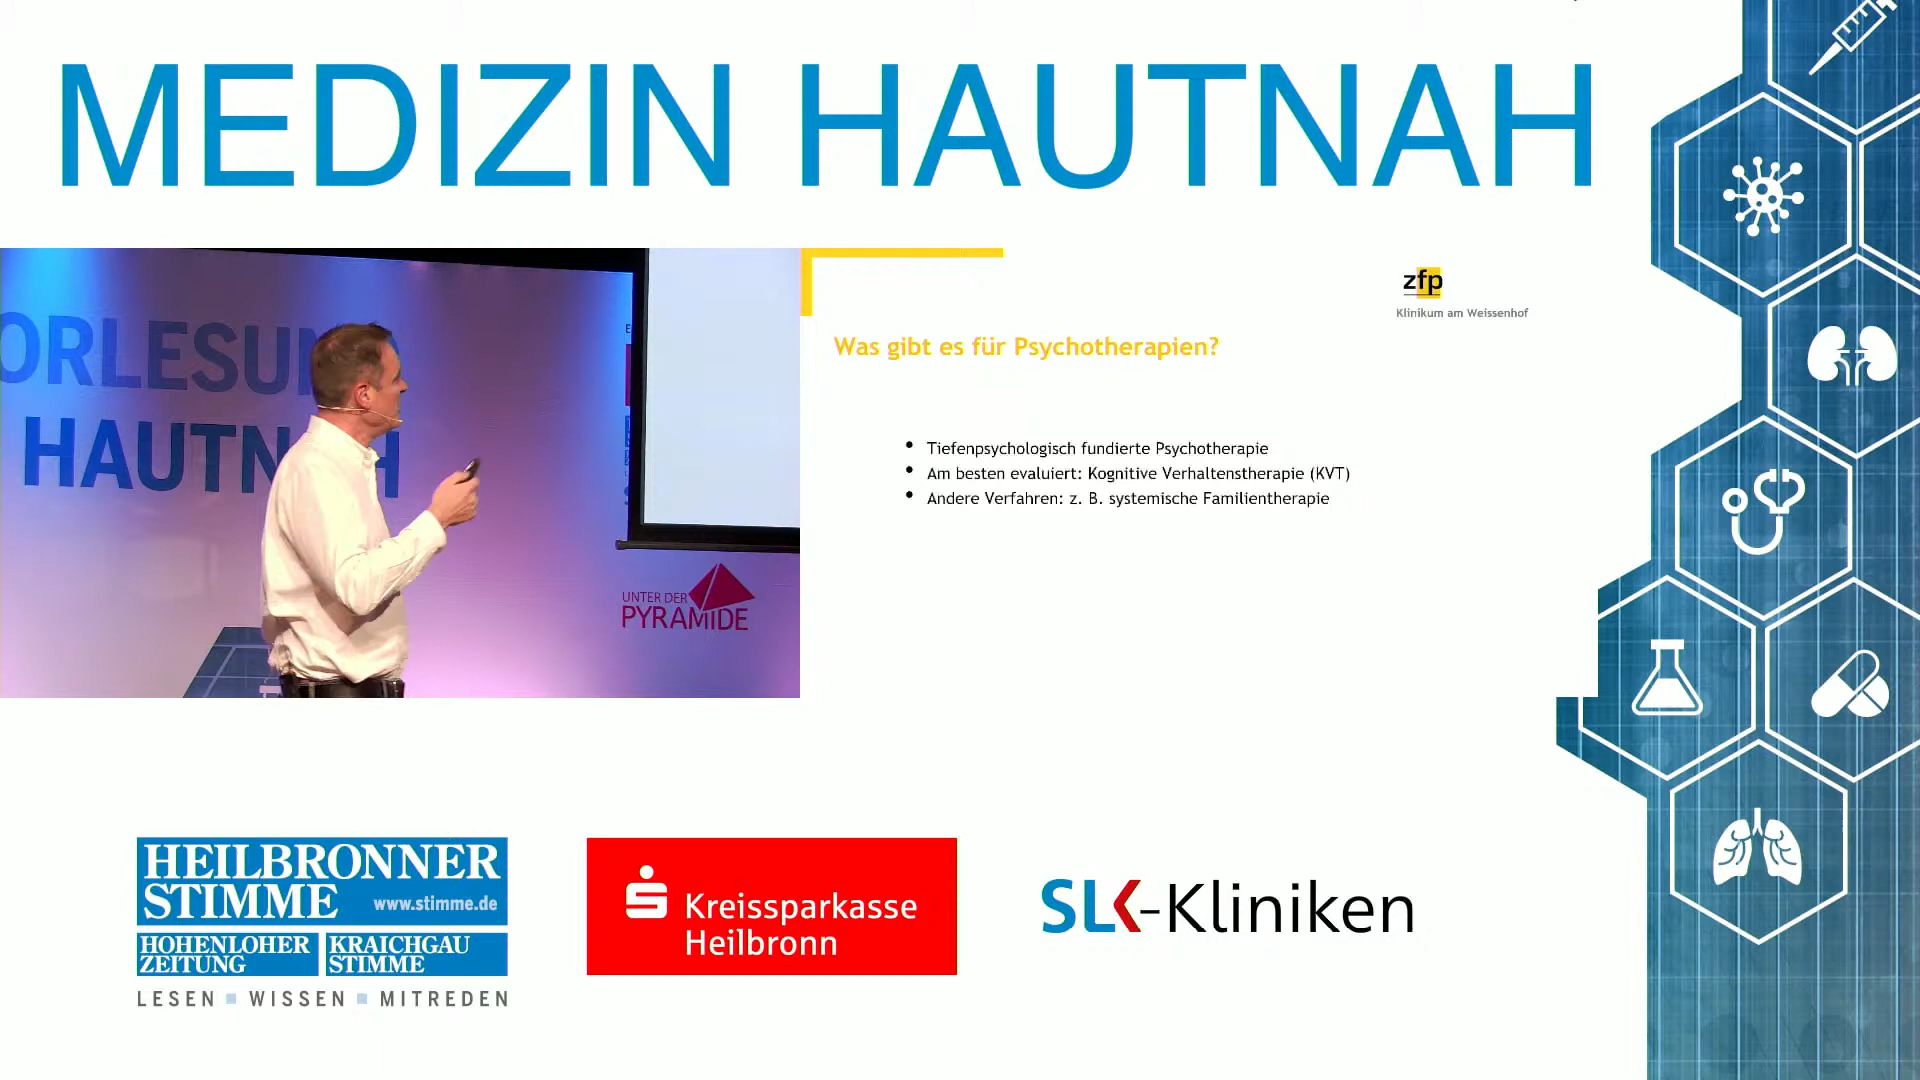 MEDIZIN HAUTNAH
ORLESUN
HAUTNAH
UNTER DER
PYRAMIDE
zfp
Klinikum am Weissenhof
Was gibt es für Psychotherapien?
• Tiefenpsychologisch fundierte Psychotherapie
• Am besten evaluiert: Kognitive Verhaltenstherapie (KVT)
• Andere Verfahren: z. B. systemische Familientherapie
HEILBRONNER
STIMME www.stimme.de
HOHENLOHER
ZEITUNG
KRAICHGAU
STIMME
LESEN WISSEN MITREDEN
Kreissparkasse
Heilbronn
SLK-Kliniken